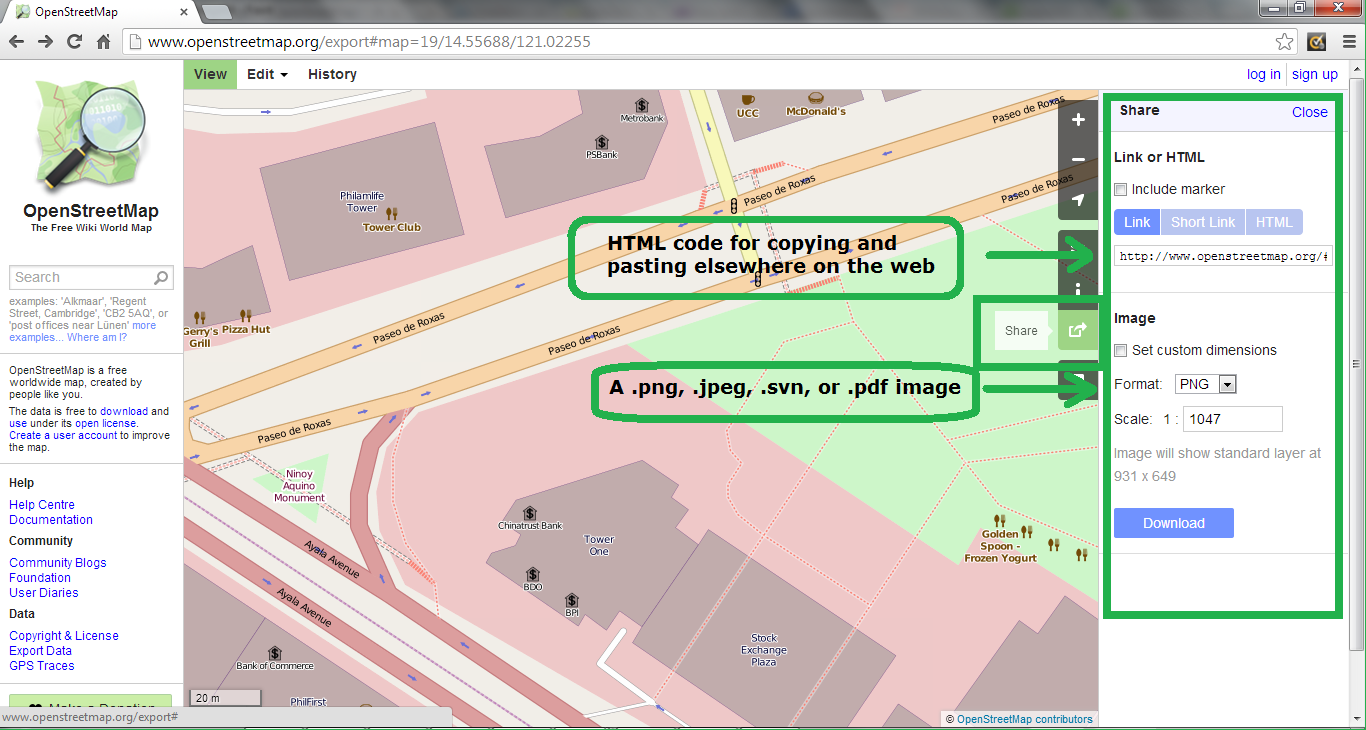 OpenStreetMap
www.openstreetmap.org/export#map=19/14.55688/121.02255
OpenStreetMap
The Free Wiki World Map
Search
examples: 'Alkmaar', 'Regent
Street, Cambridge', 'CB2 5AQ', or
'post offices near Lünen' more
examples... Where am I?
OpenStreetMap is a free
worldwide map, created by
people like you.
The data is free to download and
use under its open license.
Create a user account to improve
the map.
Help
Help Centre
Documentation
Community
Community Blogs
Foundation
User Diaries
Data
Copyright & License
Export Data
GPS Traces
Make a Donation
www.openstreetmap.org/export#
View
Edit
History
log in
sign up
Metrobank
PSBank
UCC
McDonald's
Paseo de Roxas
Paseo de Roxas
Paseo de Roxas
Philamlife
Tower
Tower Club
HTML code for copying and
pasting elsewhere on the web
Paseo de Roxas
Gerry's
Grill
Pizza Hut
Paseo de Roxas
Share
A .png, .jpeg, .svn, or .pdf image
Paseo de Roxas
Ninoy
Aquino
Monument
Chinatrust Bank
Tower
One
BDO
BPI
Golden
Spoon -
Frozen Yogurt
Ayala Avenue
Ayala Avenue
Stock
Exchange
Plaza
Bank of Commerce
PhilFirst
20 m
© OpenStreetMap contributors
Share
Close
Link or HTML
Include marker
Link
Short Link
HTML
http://www.openstreetmap.org/#
Image
Set custom dimensions
Format:
PNG
Scale: 1 : 1047
Image will show standard layer at
931 x 649
Download